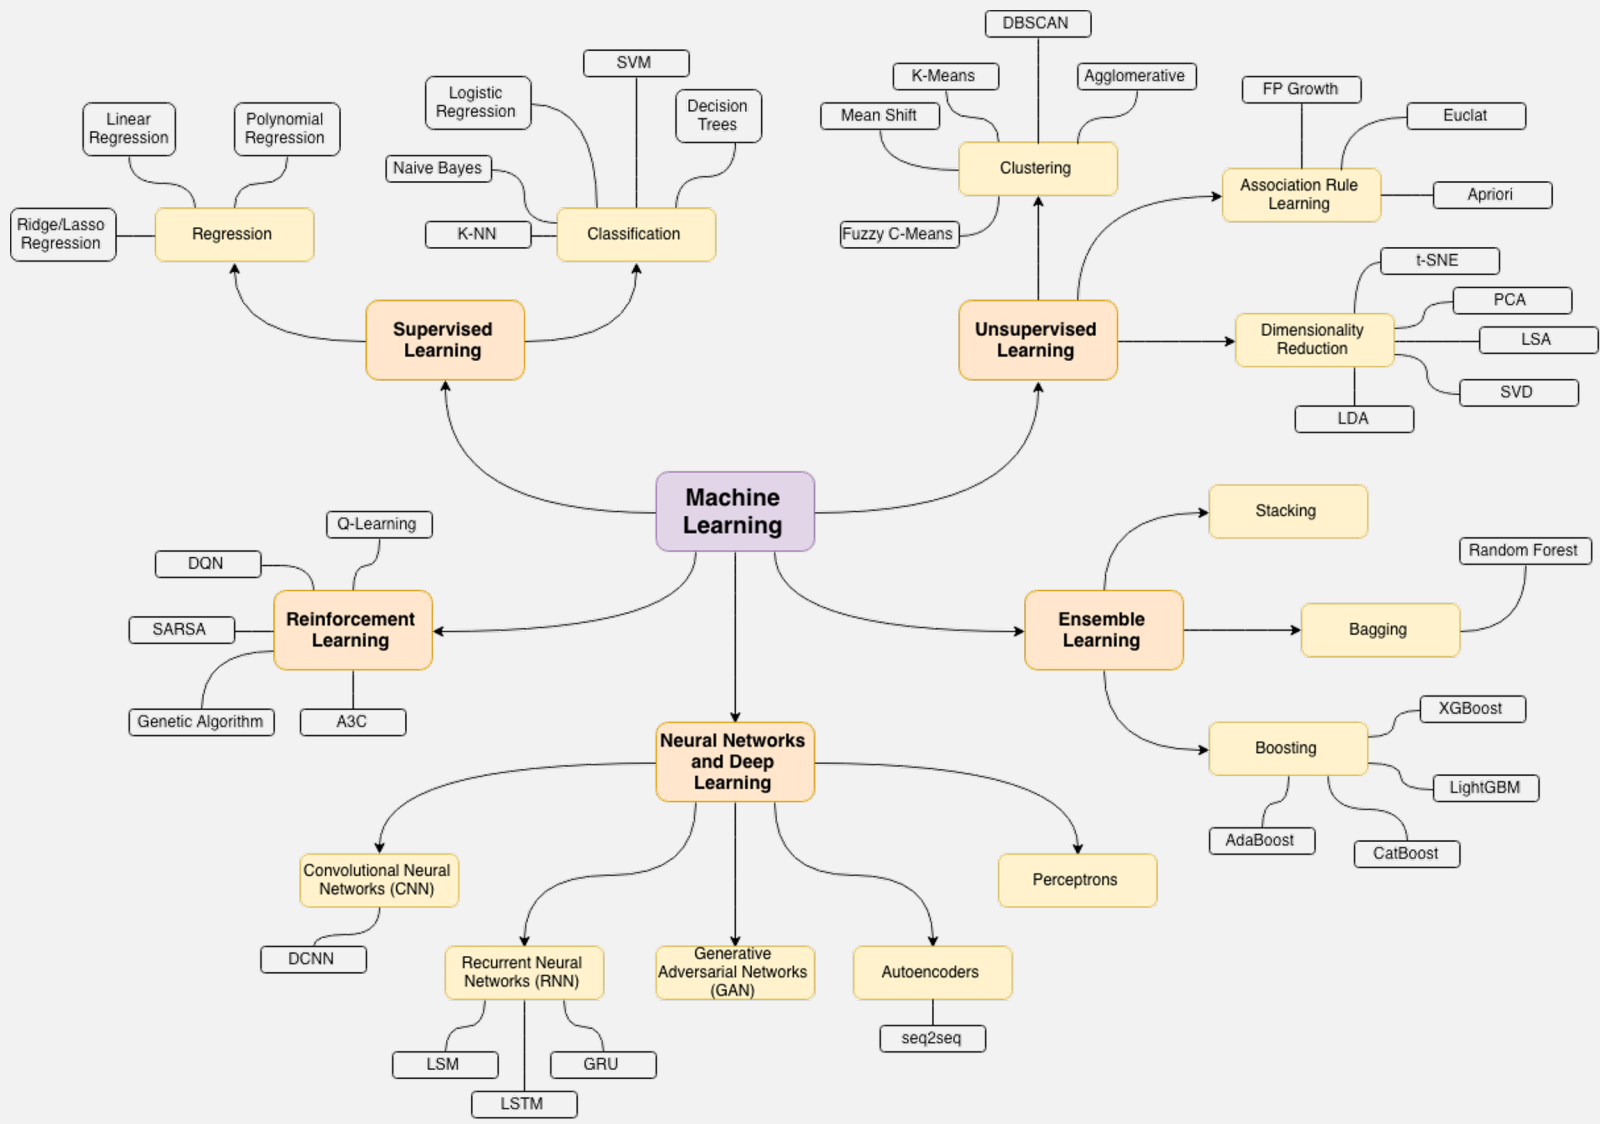 DBSCAN
SVM
K-Means
Agglomerative
FP Growth
Logistic
Regression
Decision
Trees
Linear
Regression
Polynomial
Regression
Mean Shift
Euclat
Naive Bayes
Clustering
Association Rule
Learning
Apriori
Ridge/Lasso
Regression
Regression
K-NN
Classification
Fuzzy C-Means
t-SNE
PCA
Supervised
Learning
Unsupervised
Learning
Dimensionality
Reduction
LSA
SVD
LDA
Machine
Learning
Stacking
Q-Learning
DQN
Random Forest
Reinforcement
Learning
SARSA
Ensemble
Learning
Bagging
Genetic Algorithm
A3C
XGBoost
Neural Networks
and Deep
Learning
Boosting
LightGBM
AdaBoost
CatBoost
Convolutional Neural
Networks (CNN)
Perceptrons
DCNN
Recurrent Neural
Networks (RNN)
Generative
Adversarial Networks
(GAN)
Autoencoders
seq2seq
LSM
GRU
LSTM